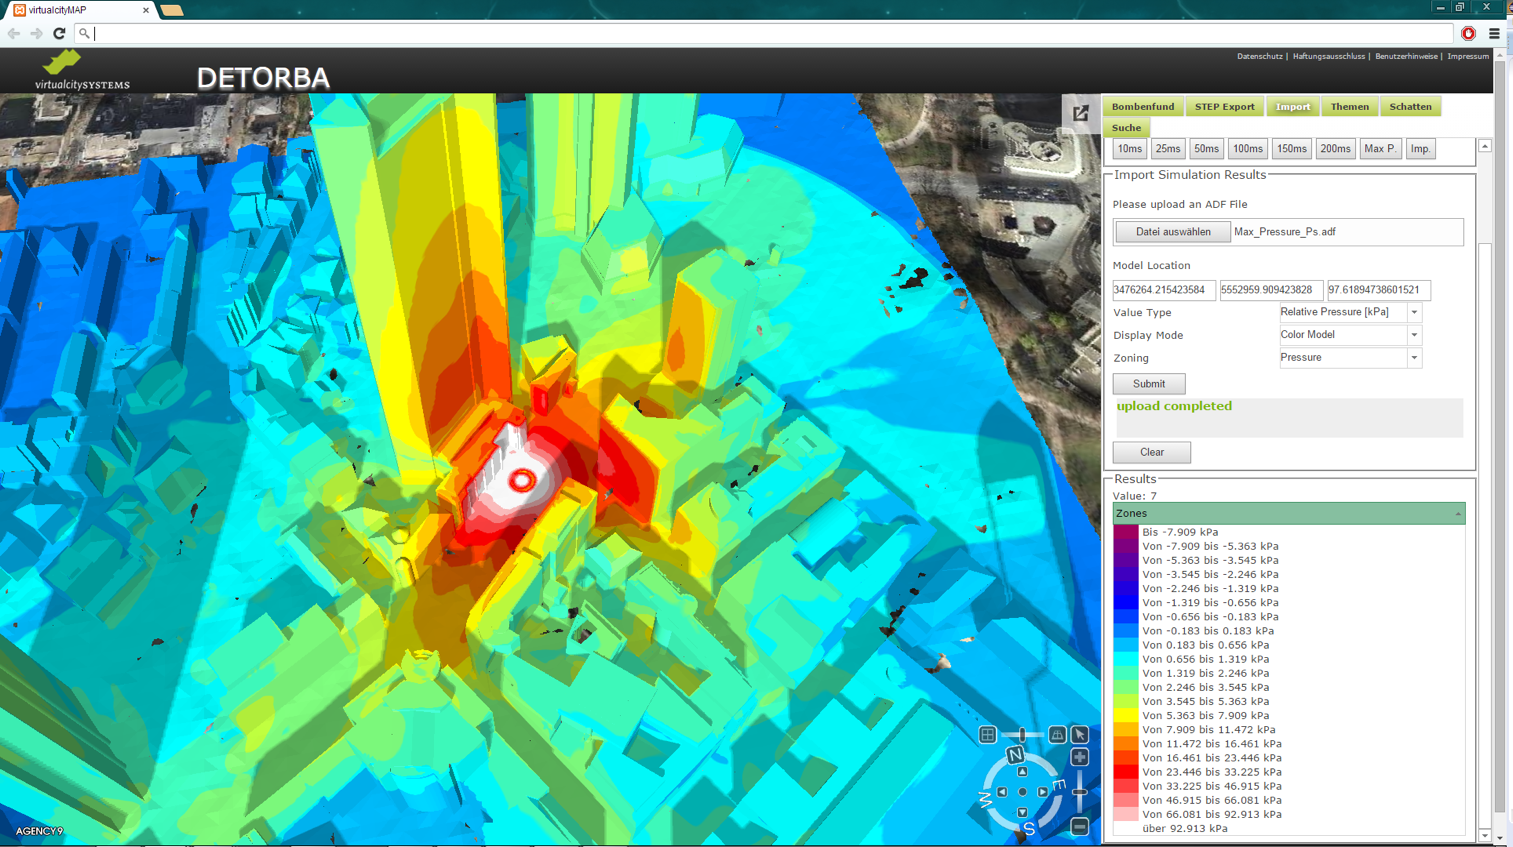 virtualcityMAP
virtualcitySYSTEMS
DETORBA
Datenschutz | Haftungsausschluss | Benutzerhinweise | Impressum
Bombenfund
STEP Export
Import
Themen
Schatten
Suche
10ms
25ms
50ms
100ms
150ms
200ms
Max P.
Imp.
Import Simulation Results
Please upload an ADF File
Datei auswählen
Max_Pressure_Ps.adf
Model Location
3476264.215423584
5552959.909423828
97.61894738601521
Value Type
Relative Pressure [kPa]
Display Mode
Color Model
Zoning
Pressure
Submit
upload completed
Clear
Results
Value: 7
Zones
Bis -7.909 kPa
Von -7.909 bis -5.363 kPa
Von -5.363 bis -3.545 kPa
Von -3.545 bis -2.246 kPa
Von -2.246 bis -1.319 kPa
Von -1.319 bis -0.656 kPa
Von -0.656 bis -0.183 kPa
Von -0.183 bis 0.183 kPa
Von 0.183 bis 0.656 kPa
Von 0.656 bis 1.319 kPa
Von 1.319 bis 2.246 kPa
Von 2.246 bis 3.545 kPa
Von 3.545 bis 5.363 kPa
Von 5.363 bis 7.909 kPa
Von 7.909 bis 11.472 kPa
Von 11.472 bis 16.461 kPa
Von 16.461 bis 23.446 kPa
Von 23.446 bis 33.225 kPa
Von 33.225 bis 46.915 kPa
Von 46.915 bis 66.081 kPa
Von 66.081 bis 92.913 kPa
über 92.913 kPa
N
W
E
S
AGENCY9